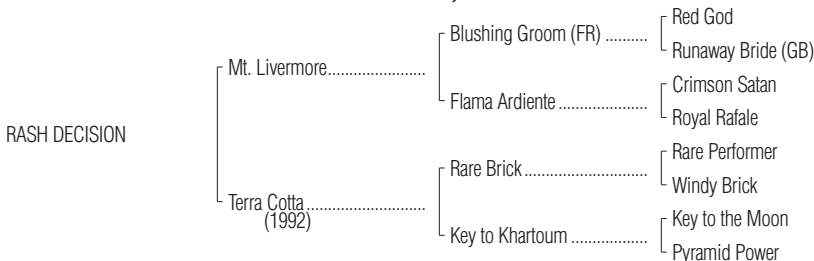 Red God
Blushing Groom (FR) ..........
Runaway Bride (GB)
Mt. Livermore.......................
Crimson Satan
Flama Ardiente .....................
Royal Rafale
RASH DECISION
Rare Performer
Rare Brick.............................
Windy Brick
Terra Cotta ............................
(1992)
Key to the Moon
Key to Khartoum ..................
Pyramid Power